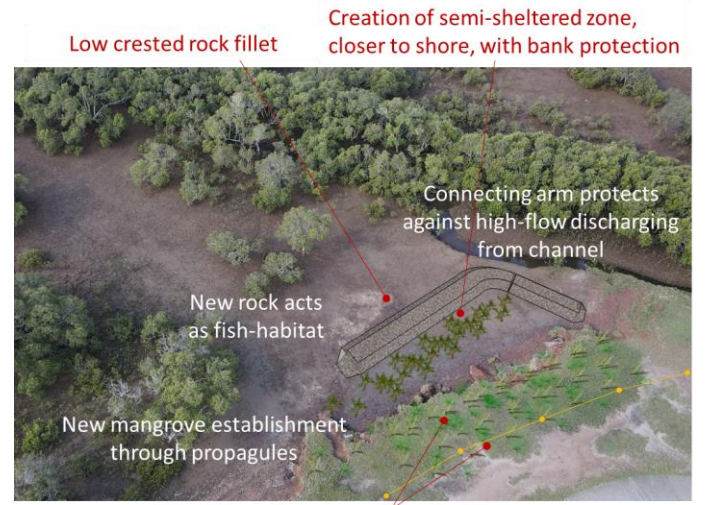 Creation of semi-sheltered zone,
closer to shore, with bank protection
Low crested rock fillet
Connecting arm protects
against high-flow discharging
from channel
New rock acts
as fish-habitat
New mangrove establishment
through propagules